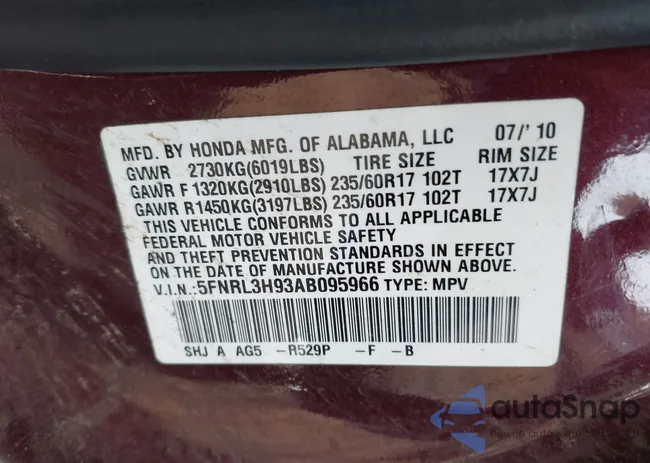 MFD. BY HONDA MFG. OF ALABAMA, LLC 07/'10
GVWR 2730KG(6019LBS) TIRE SIZE RIM SIZE
GAWR F 1320KG(2910LBS) 235/60R17 102T 17X7J
GAWR R1450KG(3197LBS) 235/60R17 102T 17X7J
THIS VEHICLE CONFORMS TO ALL APPLICABLE
FEDERAL MOTOR VEHICLE SAFETY
AND THEFT PREVENTION STANDARDS IN EFFECT
ON THE DATE OF MANUFACTURE SHOWN ABOVE.
V.I.N.:5FNRL3H93AB095966 TYPE: MPV
SHJ A AG5 -R529P -F -B
autoSnap